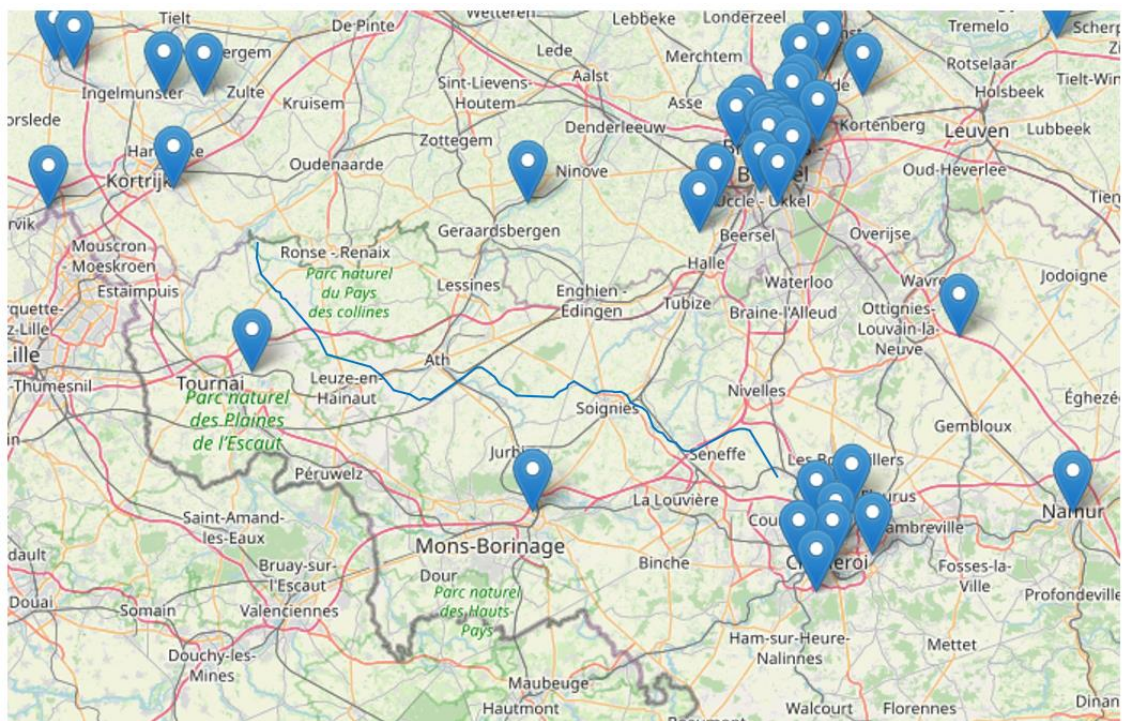 Tielt
De Pinte
Wetteren
Lebbeke
Londerzeel
Tremelo
Scherp
Lede
Merchtem
Rotselaar
Aalst
Ingelmunster
Zulte
Kruisem
Sint-Lievens-
Houtem
Asse
Holsbeek
Tielt-Win
Denderleeuw
Kortenberg
Leuven
Lubbeek
Zottegem
Oudenaarde
Ninove
Kortrijk
Oud-Heverlee
Tien
Uccle - Ukkel
Geraardsbergen
Beersel
Overijse
Mouscron
- Moeskroen
Ronse - Renaix
Halle
Waterloo
Wavre
Jodoigne
Parc naturel
du Pays
des collines
Estaimpuis
Lessines
Enghien -
Edingen
Tubize
Braine-l'Alleud
Ottignies-
Louvain-la-
Neuve
Lille
Ath
Tournai
Leuze-en-
Hainaut
Nivelles
Parc naturel
des Plaines
de l'Escaut
Soignies
Gembloux
Péruwelz
Seneffe
La Louvière
Namur
Saint-Amand-
les-Eaux
Mons-Borinage
Binche
Fosses-la-
Ville
Bruay-sur-
l'Escaut
Dour
Parc naturel
des Hauts-
Pays
Profondeville
Douai
Somain
Valenciennes
Ham-sur-Heure-
Nalinnes
Mettet
Douchy-les-
Mines
Maubeuge
Hautmont
Walcourt
Florennes
Dinan